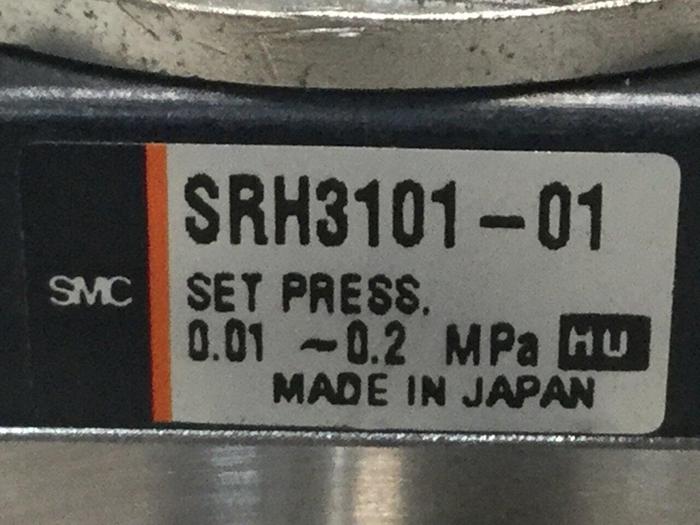 SRH3101-01
SMC
SET PRESS.
0.01 ~0.2 MPa HU
MADE IN JAPAN